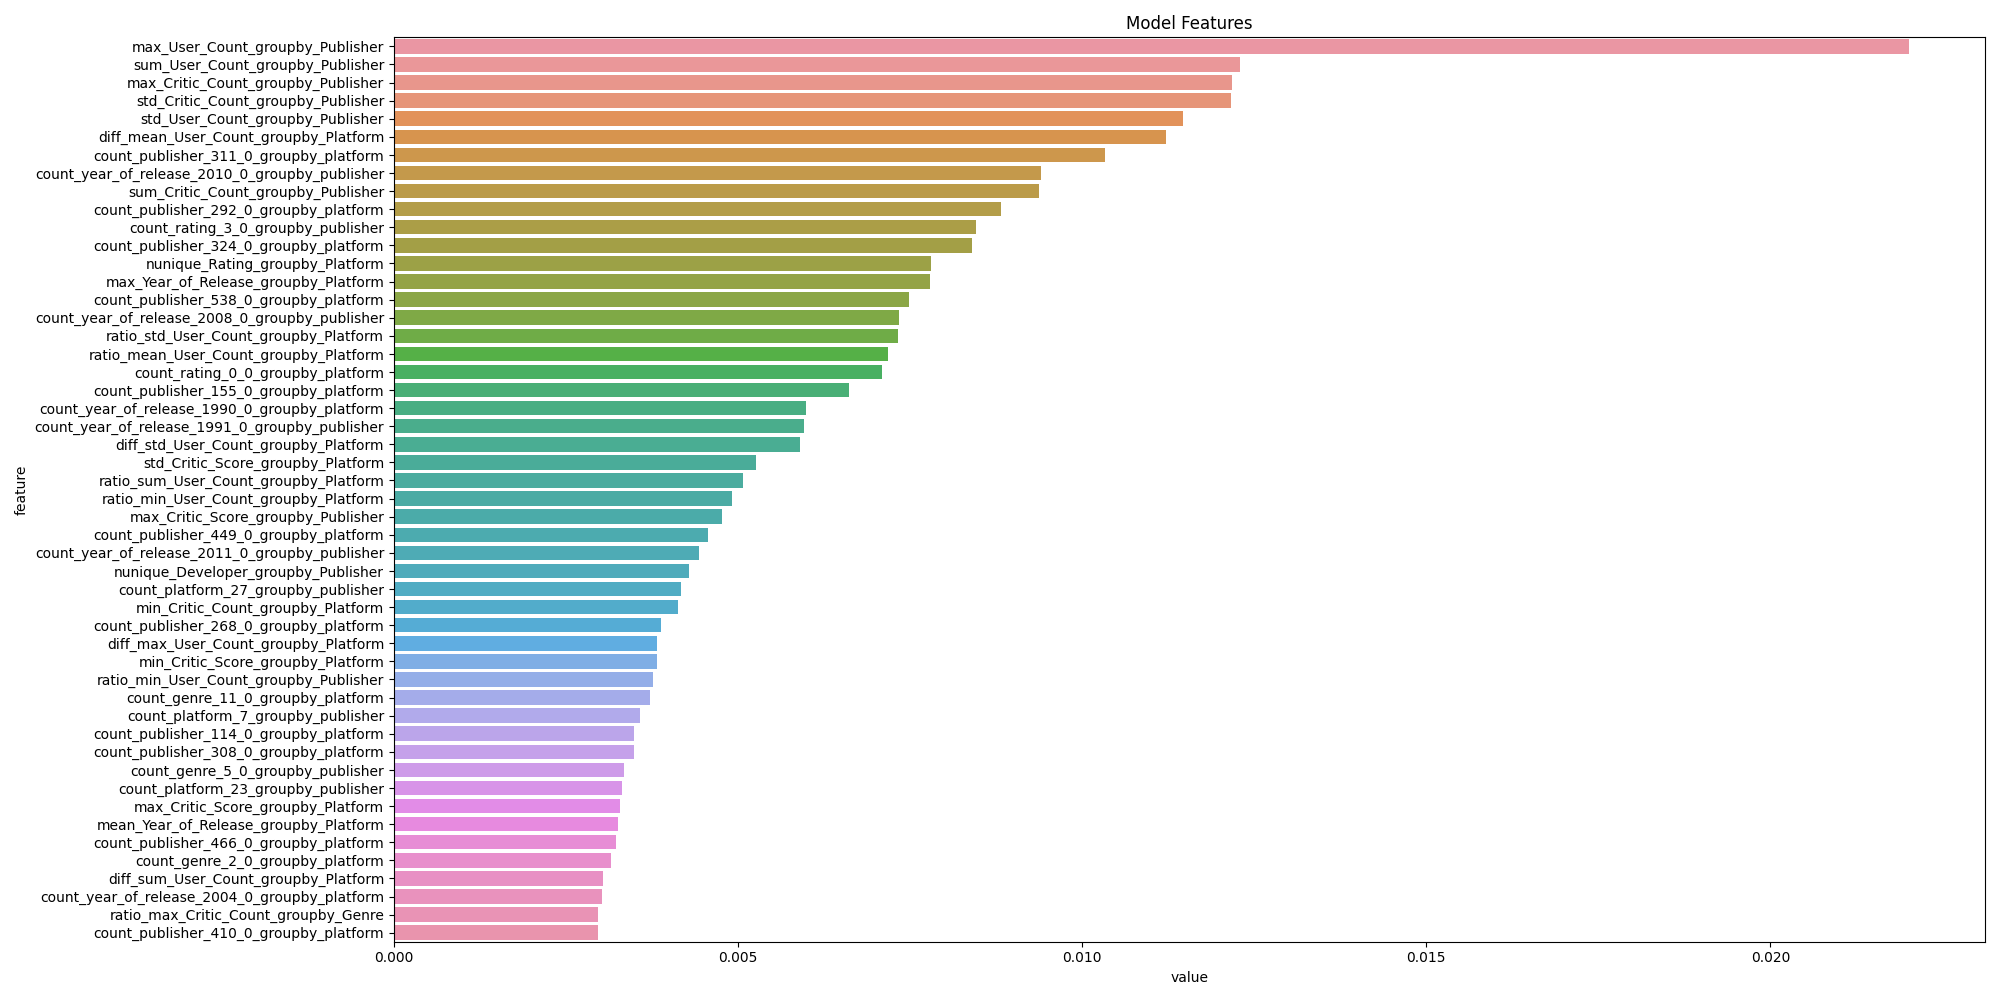 Model Features
max_User_Count_groupby_Publisher
sum_User_Count_groupby_Publisher
max_Critic_Count_groupby_Publisher
std_Critic_Count_groupby_Publisher
std_User_Count_groupby_Publisher
diff_mean_User_Count_groupby_Platform
count_publisher_311_0_groupby_platform
count_year_of_release_2010_0_groupby_publisher
sum_Critic_Count_groupby_Publisher
count_publisher_292_0_groupby_platform
count_rating_3_0_groupby_publisher
count_publisher_324_0_groupby_platform
nunique_Rating_groupby_Platform
max_Year_of_Release_groupby_Platform
count_publisher_538_0_groupby_platform
count_year_of_release_2008_0_groupby_publisher
ratio_std_User_Count_groupby_Platform
ratio_mean_User_Count_groupby_Platform
count_rating_0_0_groupby_platform
count_publisher_155_0_groupby_platform
count_year_of_release_1990_0_groupby_platform
count_year_of_release_1991_0_groupby_publisher
diff_std_User_Count_groupby_Platform
std_Critic_Score_groupby_Platform
ratio_sum_User_Count_groupby_Platform
ratio_min_User_Count_groupby_Platform
max_Critic_Score_groupby_Publisher
count_publisher_449_0_groupby_platform
count_year_of_release_2011_0_groupby_publisher
nunique_Developer_groupby_Publisher
count_platform_27_groupby_publisher
min_Critic_Count_groupby_Platform
count_publisher_268_0_groupby_platform
diff_max_User_Count_groupby_Platform
min_Critic_Score_groupby_Platform
ratio_min_User_Count_groupby_Publisher
count_genre_11_0_groupby_platform
count_platform_7_groupby_publisher
count_publisher_114_0_groupby_platform
count_publisher_308_0_groupby_platform
count_genre_5_0_groupby_publisher
count_platform_23_groupby_publisher
max_Critic_Score_groupby_Platform
mean_Year_of_Release_groupby_Platform
count_publisher_466_0_groupby_platform
count_genre_2_0_groupby_platform
diff_sum_User_Count_groupby_Platform
count_year_of_release_2004_0_groupby_platform
ratio_max_Critic_Count_groupby_Genre
count_publisher_410_0_groupby_platform
feature
0.000 0.005 0.010 0.015 0.020
value